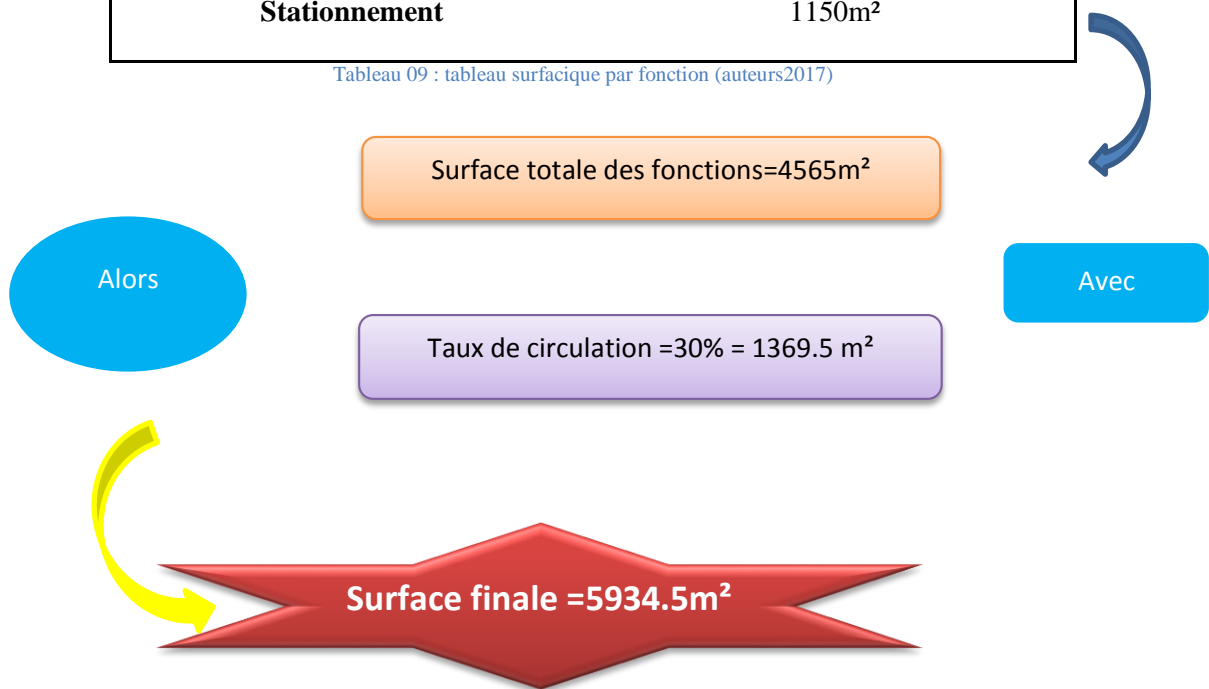 Stationnement 1150m²
Tableau 09 : tableau surfacique par fonction (auteurs2017)
Surface totale des fonctions=4565m²
Alors
Avec
Taux de circulation =30% = 1369.5 m²
Surface finale =5934.5m²